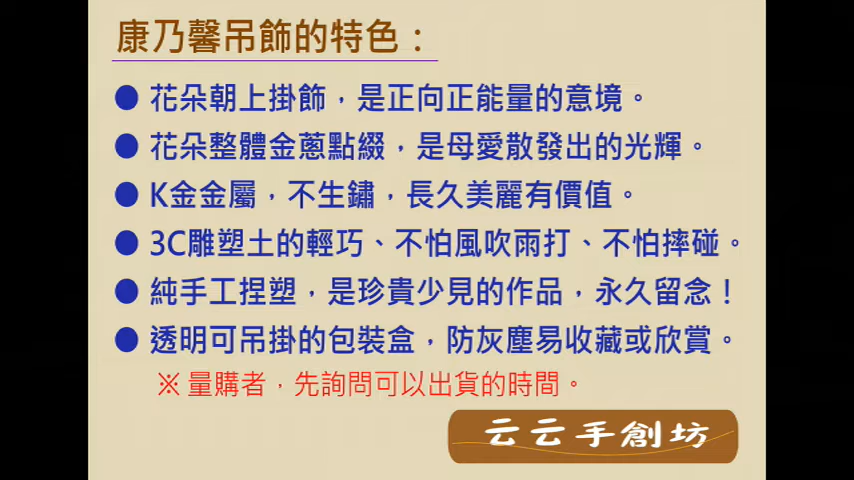 康乃馨吊飾的特色：
● 花朵朝上掛飾，是正向正能量的意境。
● 花朵整體金蔥點綴，是母愛散發出的光輝。
● K金金屬，不生鏽，長久美麗有價值。
● 3C雕塑土的輕巧、不怕風吹雨打、不怕摔碰。
● 純手工捏塑，是珍貴少見的作品，永久留念！
● 透明可吊掛的包裝盒，防灰塵易收藏或欣賞。
※ 量購者，先詢問可以出貨的時間。
云云手創坊